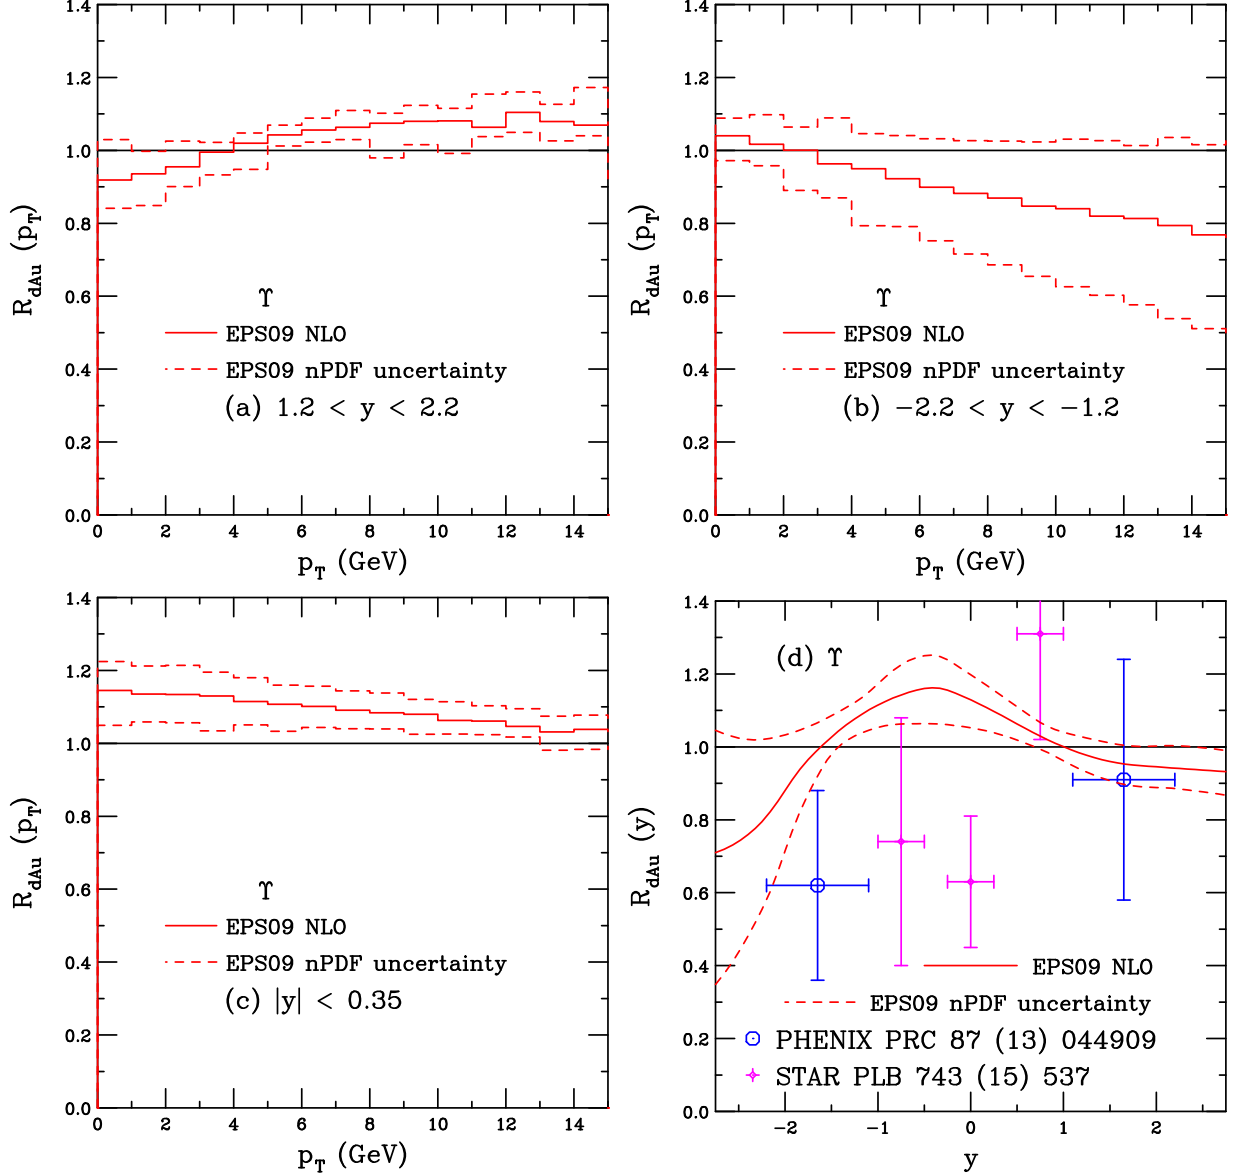 1.4
1.2
1.0
0.8
0.6
0.4
0.2
0.0
R_dAu (p_T)
ϒ
EPS09 NLO
EPS09 nPDF uncertainty
(a) 1.2 < y < 2.2
0 2 4 6 8 10 12 14
p_T (GeV)
1.4
1.2
1.0
0.8
0.6
0.4
0.2
0.0
R_dAu (p_T)
ϒ
EPS09 NLO
EPS09 nPDF uncertainty
(b) −2.2 < y < −1.2
0 2 4 6 8 10 12 14
p_T (GeV)
1.4
1.2
1.0
0.8
0.6
0.4
0.2
0.0
R_dAu (p_T)
ϒ
EPS09 NLO
EPS09 nPDF uncertainty
(c) |y| < 0.35
0 2 4 6 8 10 12 14
p_T (GeV)
1.4
1.2
1.0
0.8
0.6
0.4
0.2
0.0
R_dAu (y)
(d) ϒ
EPS09 NLO
EPS09 nPDF uncertainty
PHENIX PRC 87 (13) 044909
STAR PLB 743 (15) 537
−2 −1 0 1 2
y